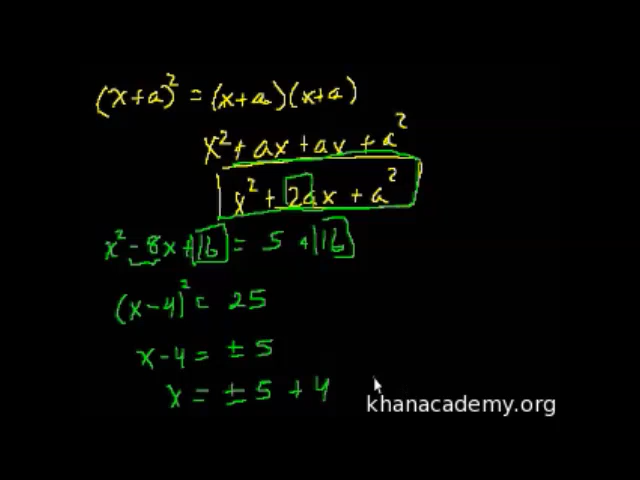 (x+a)² = (x+a)(x+a)
x² + ax + ax + a²
x² + 2ax + a²
x² - 8x + 16 = 5 + 16
(x-4)² = 25
x-4 = ± 5
x = ± 5 + 4
khanacademy.org